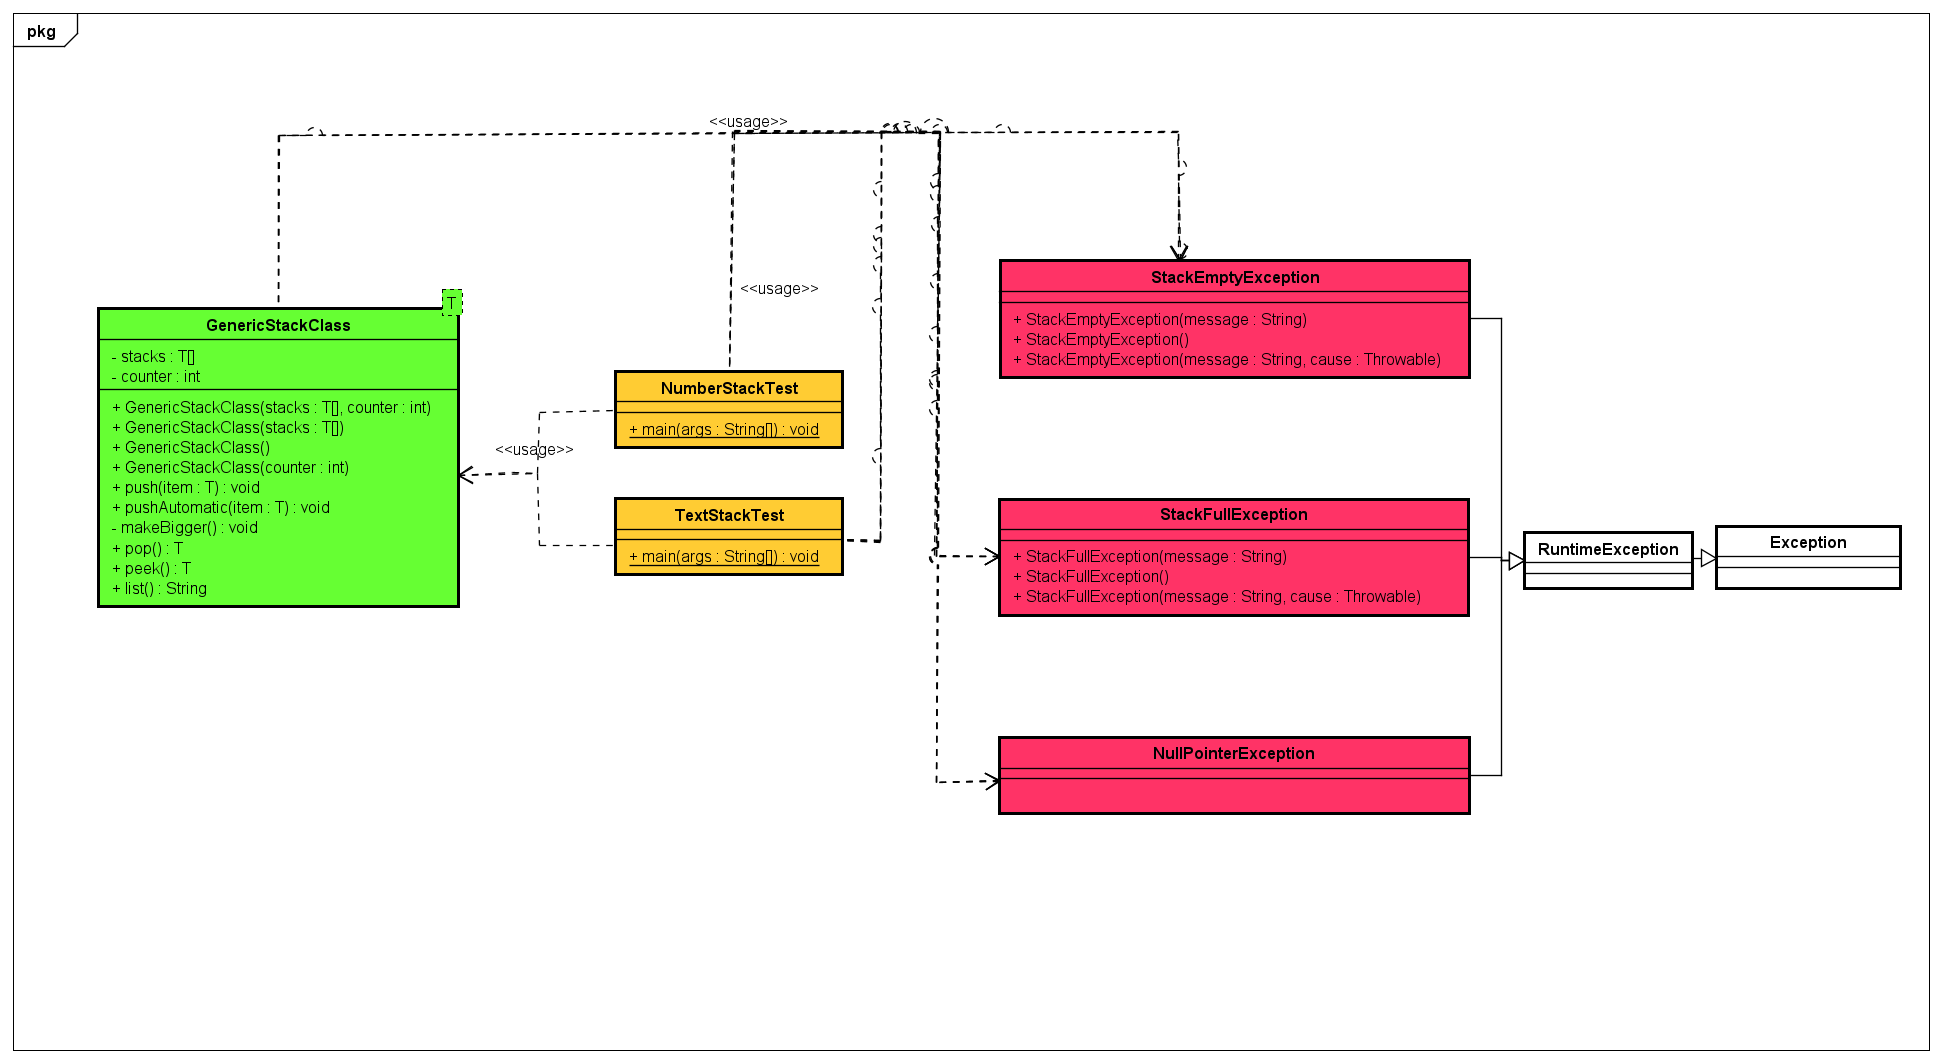 pkg
<<usage>>
<<usage>>
T
GenericStackClass
- stacks : T[]
- counter : int
+ GenericStackClass(stacks : T[], counter : int)
+ GenericStackClass(stacks : T[])
+ GenericStackClass()
+ GenericStackClass(counter : int)
+ push(item : T) : void
+ pushAutomatic(item : T) : void
- makeBigger() : void
+ pop() : T
+ peek() : T
+ list() : String
<<usage>>
NumberStackTest
+ main(args : String[]) : void
TextStackTest
+ main(args : String[]) : void
StackEmptyException
+ StackEmptyException(message : String)
+ StackEmptyException()
+ StackEmptyException(message : String, cause : Throwable)
StackFullException
+ StackFullException(message : String)
+ StackFullException()
+ StackFullException(message : String, cause : Throwable)
NullPointerException
RuntimeException
Exception